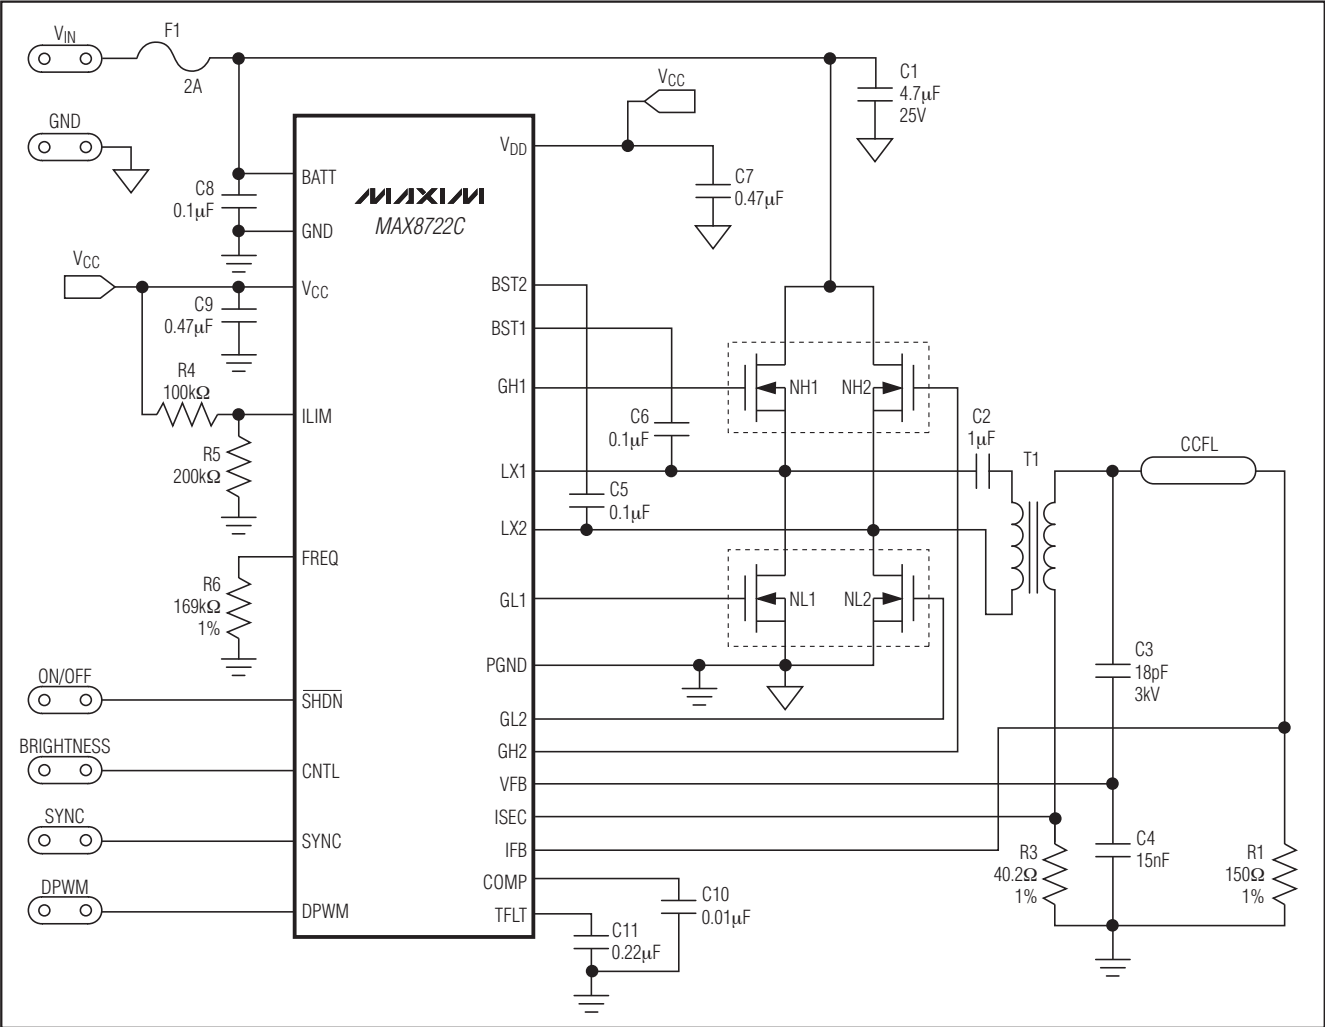 VIN
F1
2A
GND
VCC
C1
4.7μF
25V
VDD
C7
0.47μF
MAXIM
MAX8722C
BATT
C8
0.1μF
GND
VCC
VCC
C9
0.47μF
R4
100kΩ
ILIM
R5
200kΩ
FREQ
R6
169kΩ
1%
ON/OFF
SHDN
BRIGHTNESS
CNTL
SYNC
SYNC
DPWM
DPWM
BST2
BST1
GH1
LX1
LX2
GL1
PGND
GL2
GH2
VFB
ISEC
IFB
COMP
TFLT
C6
0.1μF
C5
0.1μF
NH1
NH2
NL1
NL2
C2
1μF
T1
CCFL
C3
18pF
3kV
C4
15nF
R3
40.2Ω
1%
R1
150Ω
1%
C10
0.01μF
C11
0.22μF